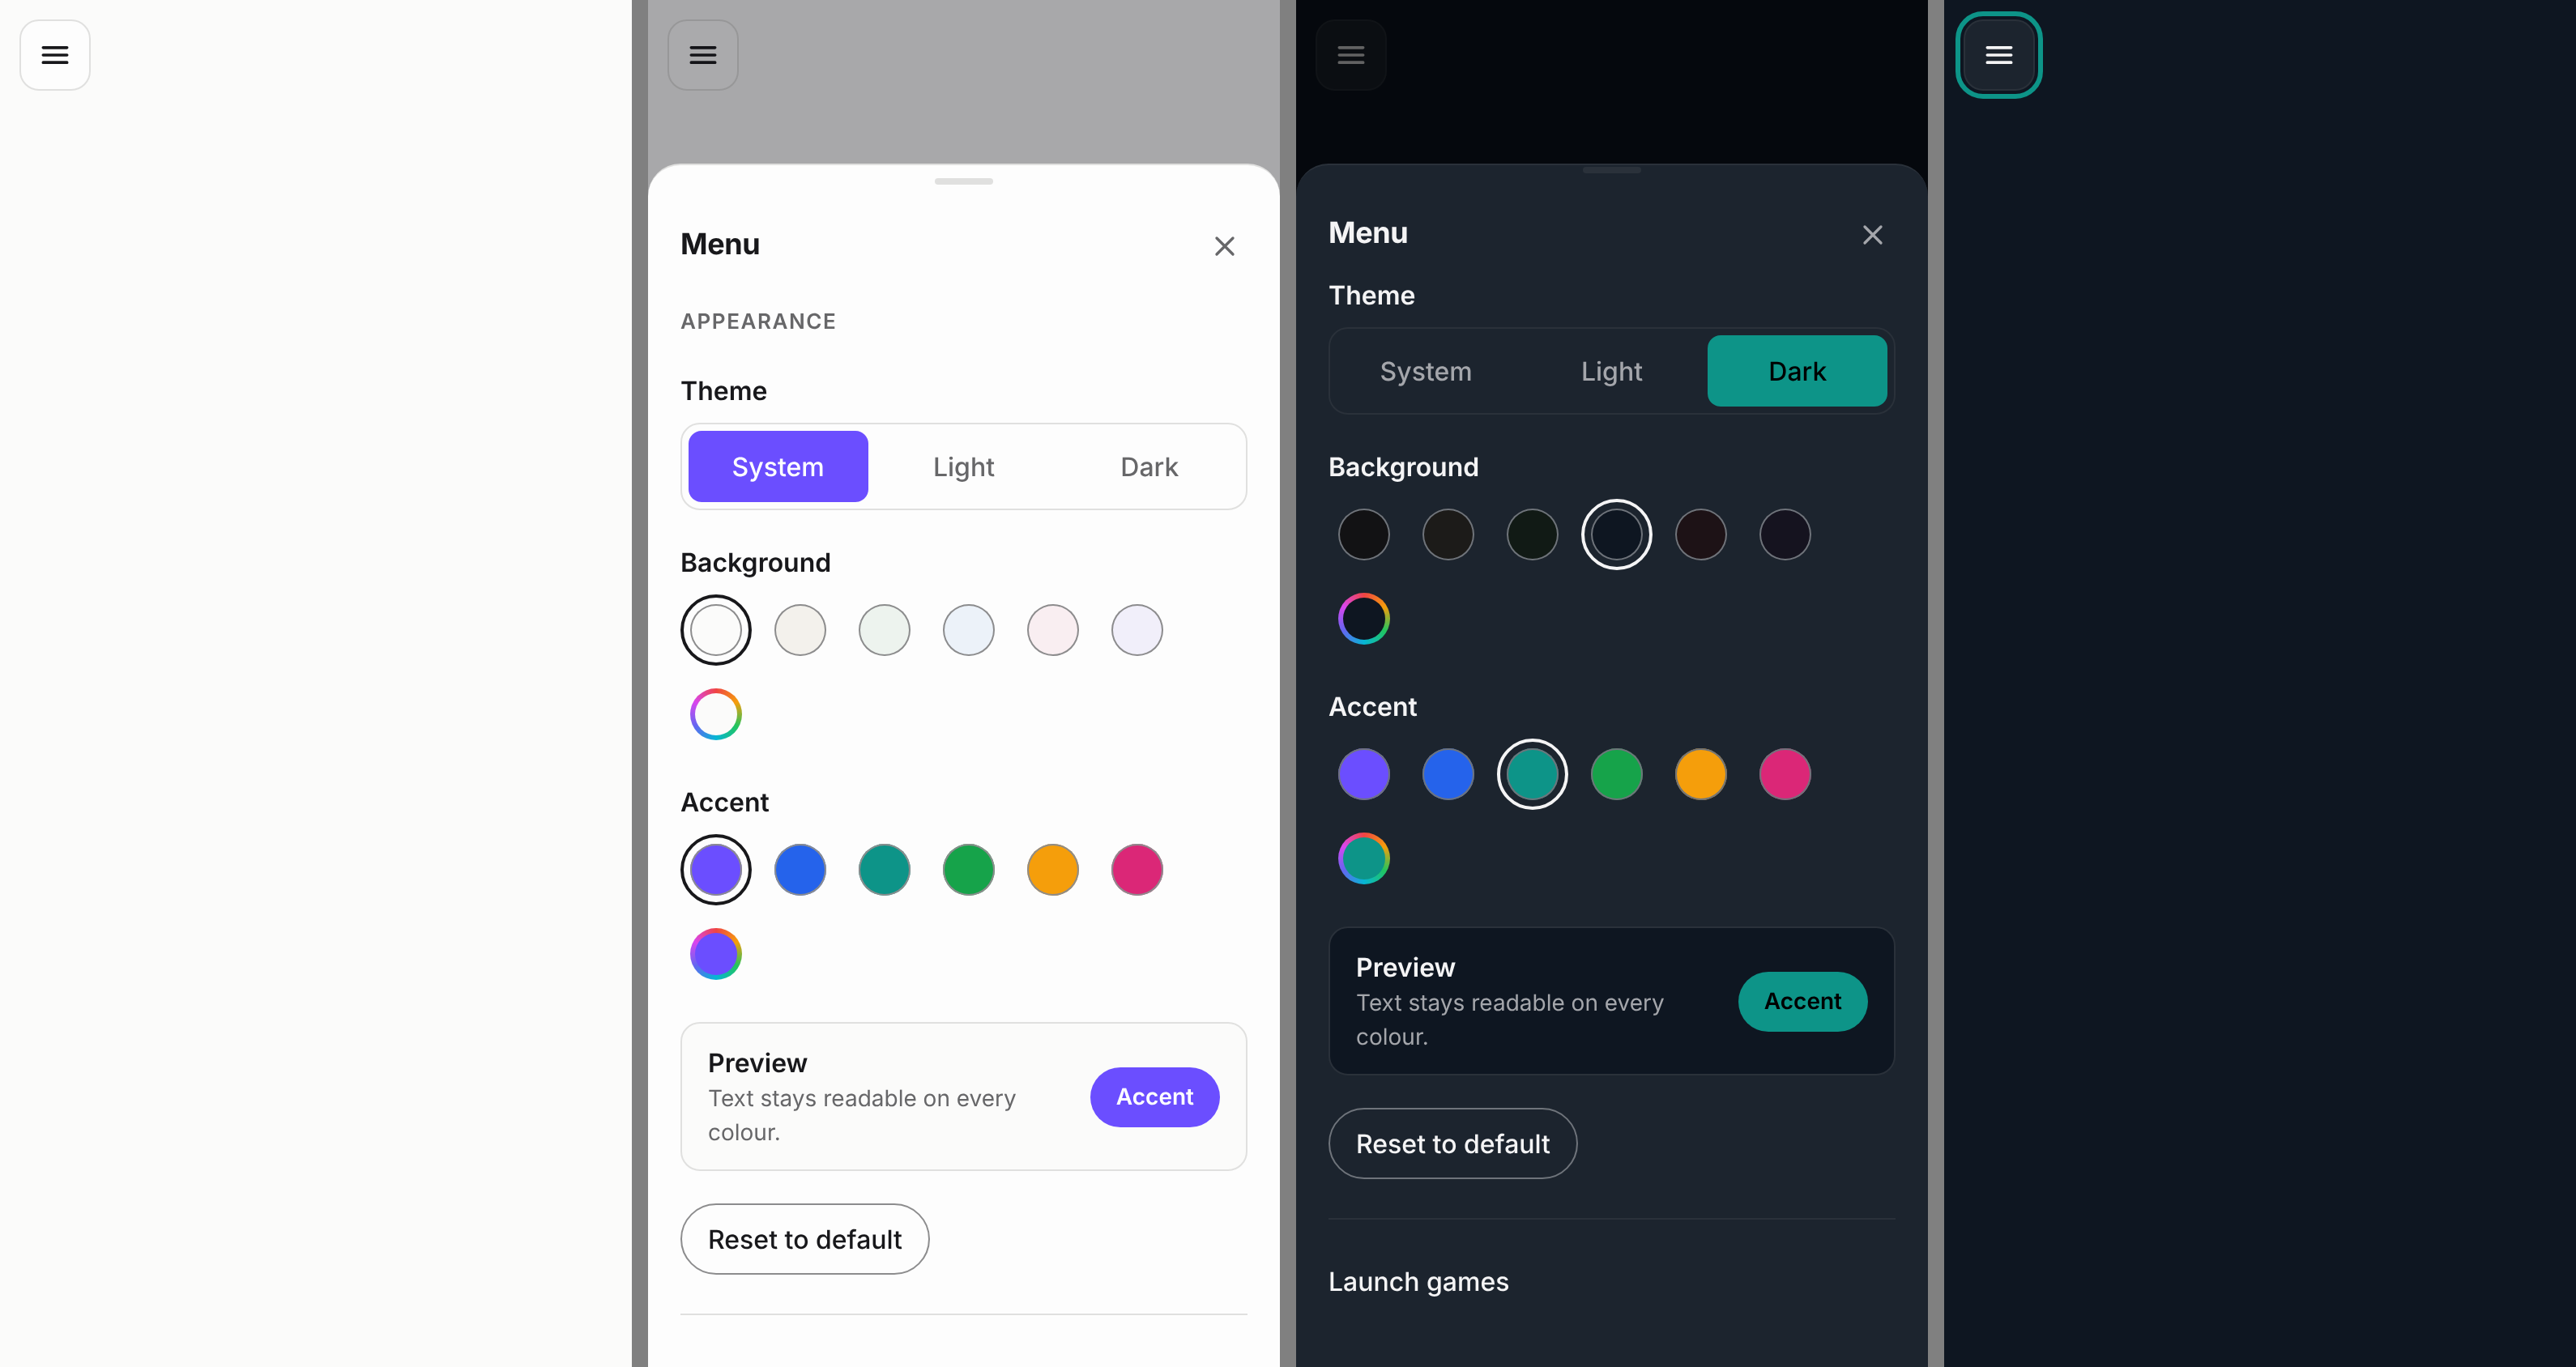 Menu
APPEARANCE
Theme
System Light Dark
Background
Accent
Preview
Text stays readable on every
colour.
Accent
Reset to default
Menu
Theme
System Light Dark
Background
Accent
Preview
Text stays readable on every
colour.
Accent
Reset to default
Launch games